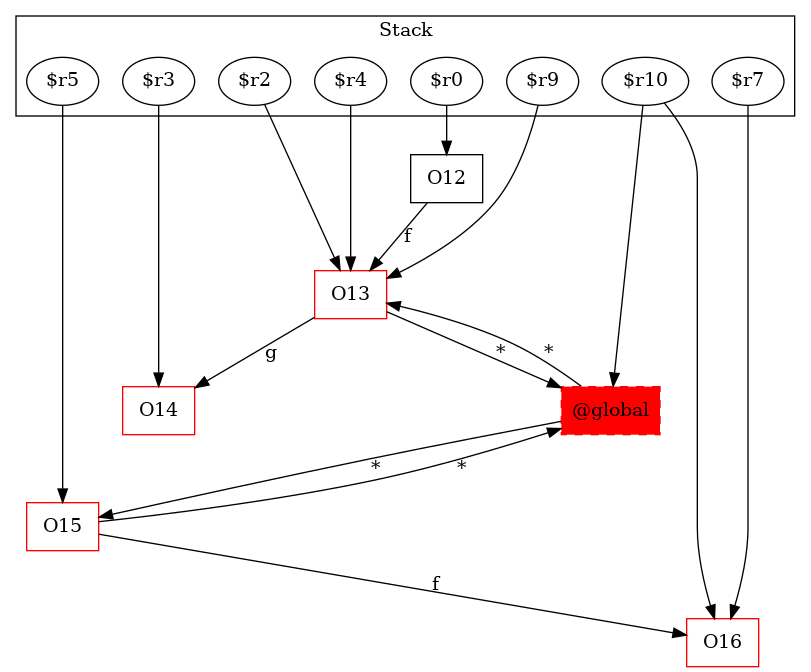 Stack
$r5 $r3 $r2 $r4 $r0 $r9 $r10 $r7
O12
f
O13
g * *
O14 @global
* *
O15
f
O16